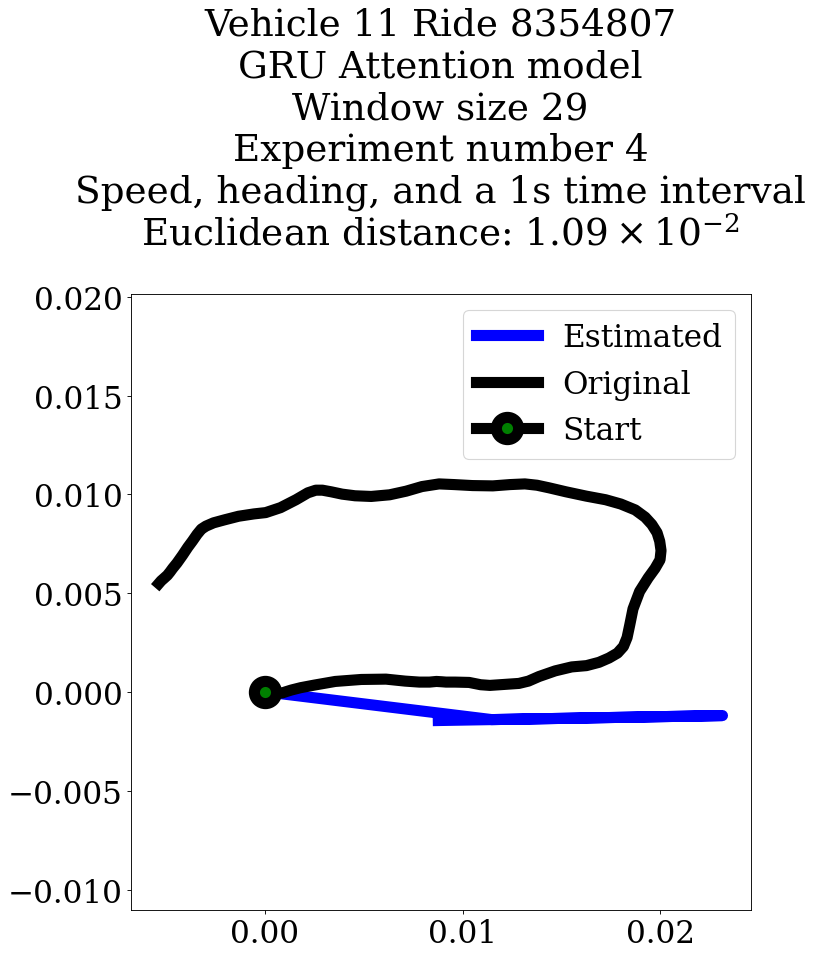 Vehicle 11 Ride 8354807
GRU Attention model
Window size 29
Experiment number 4
Speed, heading, and a 1s time interval
Euclidean distance: 1.09 × 10⁻²
0.020
0.015
0.010
0.005
0.000
−0.005
−0.010
Estimated
Original
Start
0.00
0.01
0.02